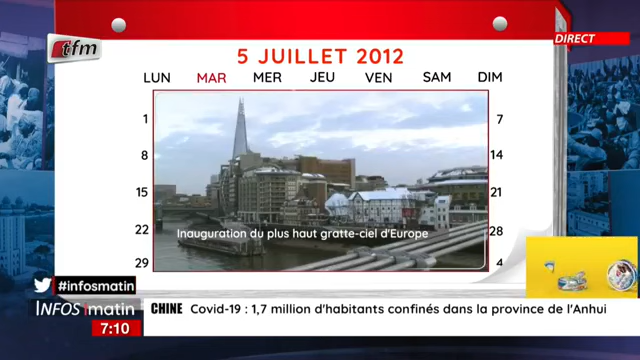 tfm
DIRECT
5 JUILLET 2012
LUN MAR MER JEU VEN SAM DIM
1 7
8 14
15 21
22 28
29 4
Inauguration du plus haut gratte-ciel d'Europe
#infosmatin
INFOS matin
7:10
CHINE Covid-19 : 1,7 million d'habitants confinés dans la province de l'Anhui